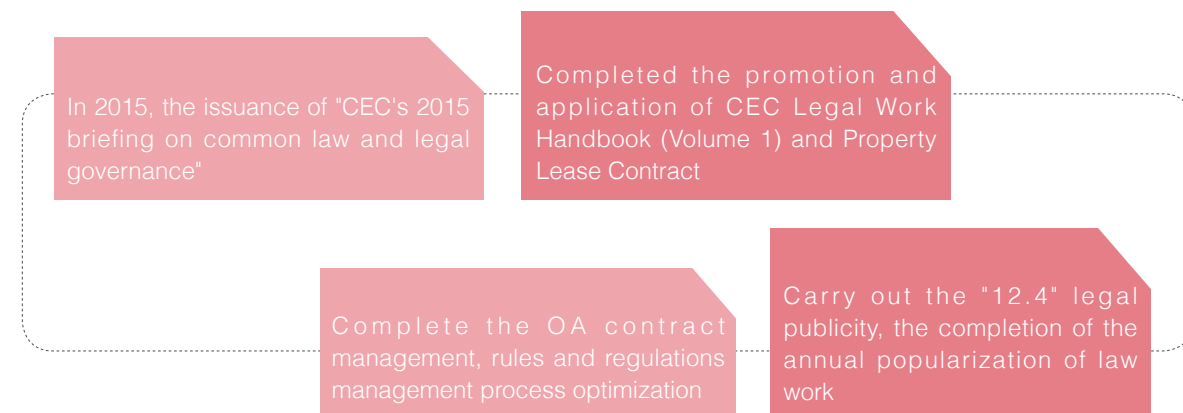 In 2015, the issuance of "CEC's 2015
briefing on common law and legal
governance"
Completed the promotion and
application of CEC Legal Work
Handbook (Volume 1) and Property
Lease Contract
Complete the OA contract
management, rules and regulations
management process optimization
Carry out the "12.4" legal
publicity, the completion of the
annual popularization of law
work